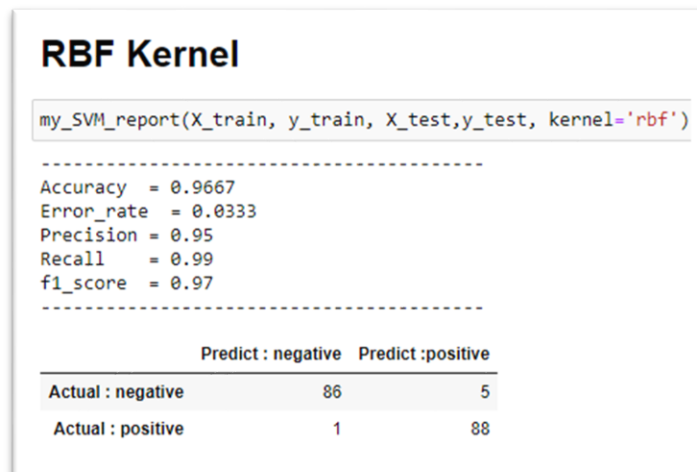 RBF Kernel
my_SVM_report(X_train, y_train, X_test,y_test, kernel='rbf')
-----------------------------------------
Accuracy = 0.9667
Error_rate = 0.0333
Precision = 0.95
Recall = 0.99
f1_score = 0.97
-----------------------------------------
Predict : negative Predict :positive
Actual : negative 86 5
Actual : positive 1 88